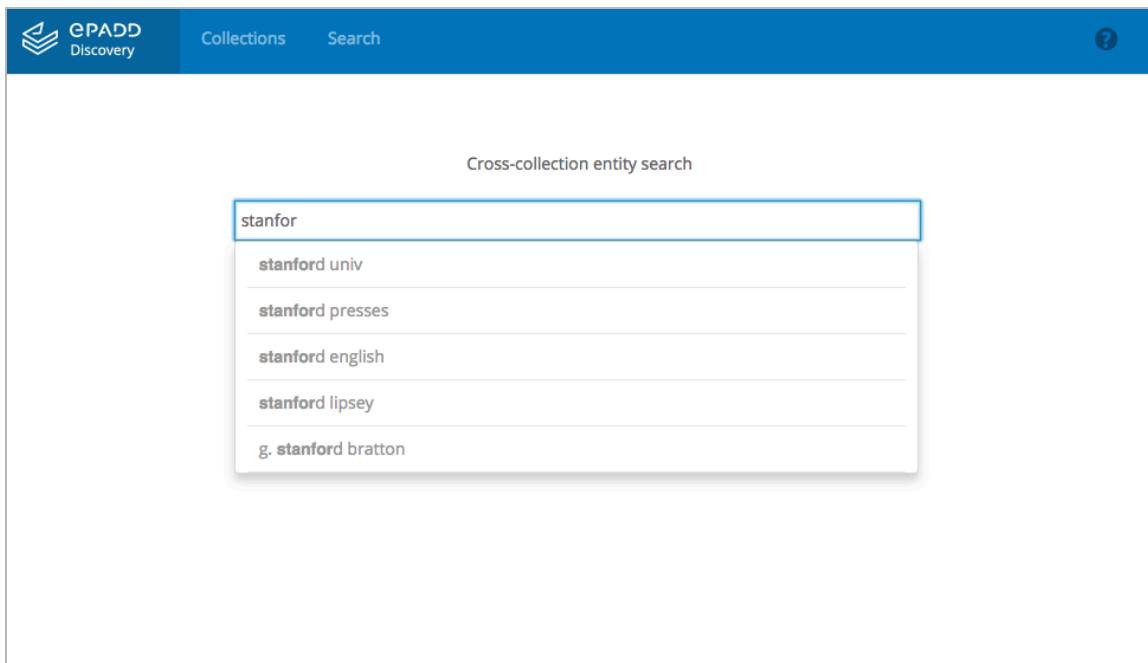 ePADD
Discovery
Collections
Search
?
Cross-collection entity search
stanfor
stanford univ
stanford presses
stanford english
stanford lipsey
g. stanford bratton